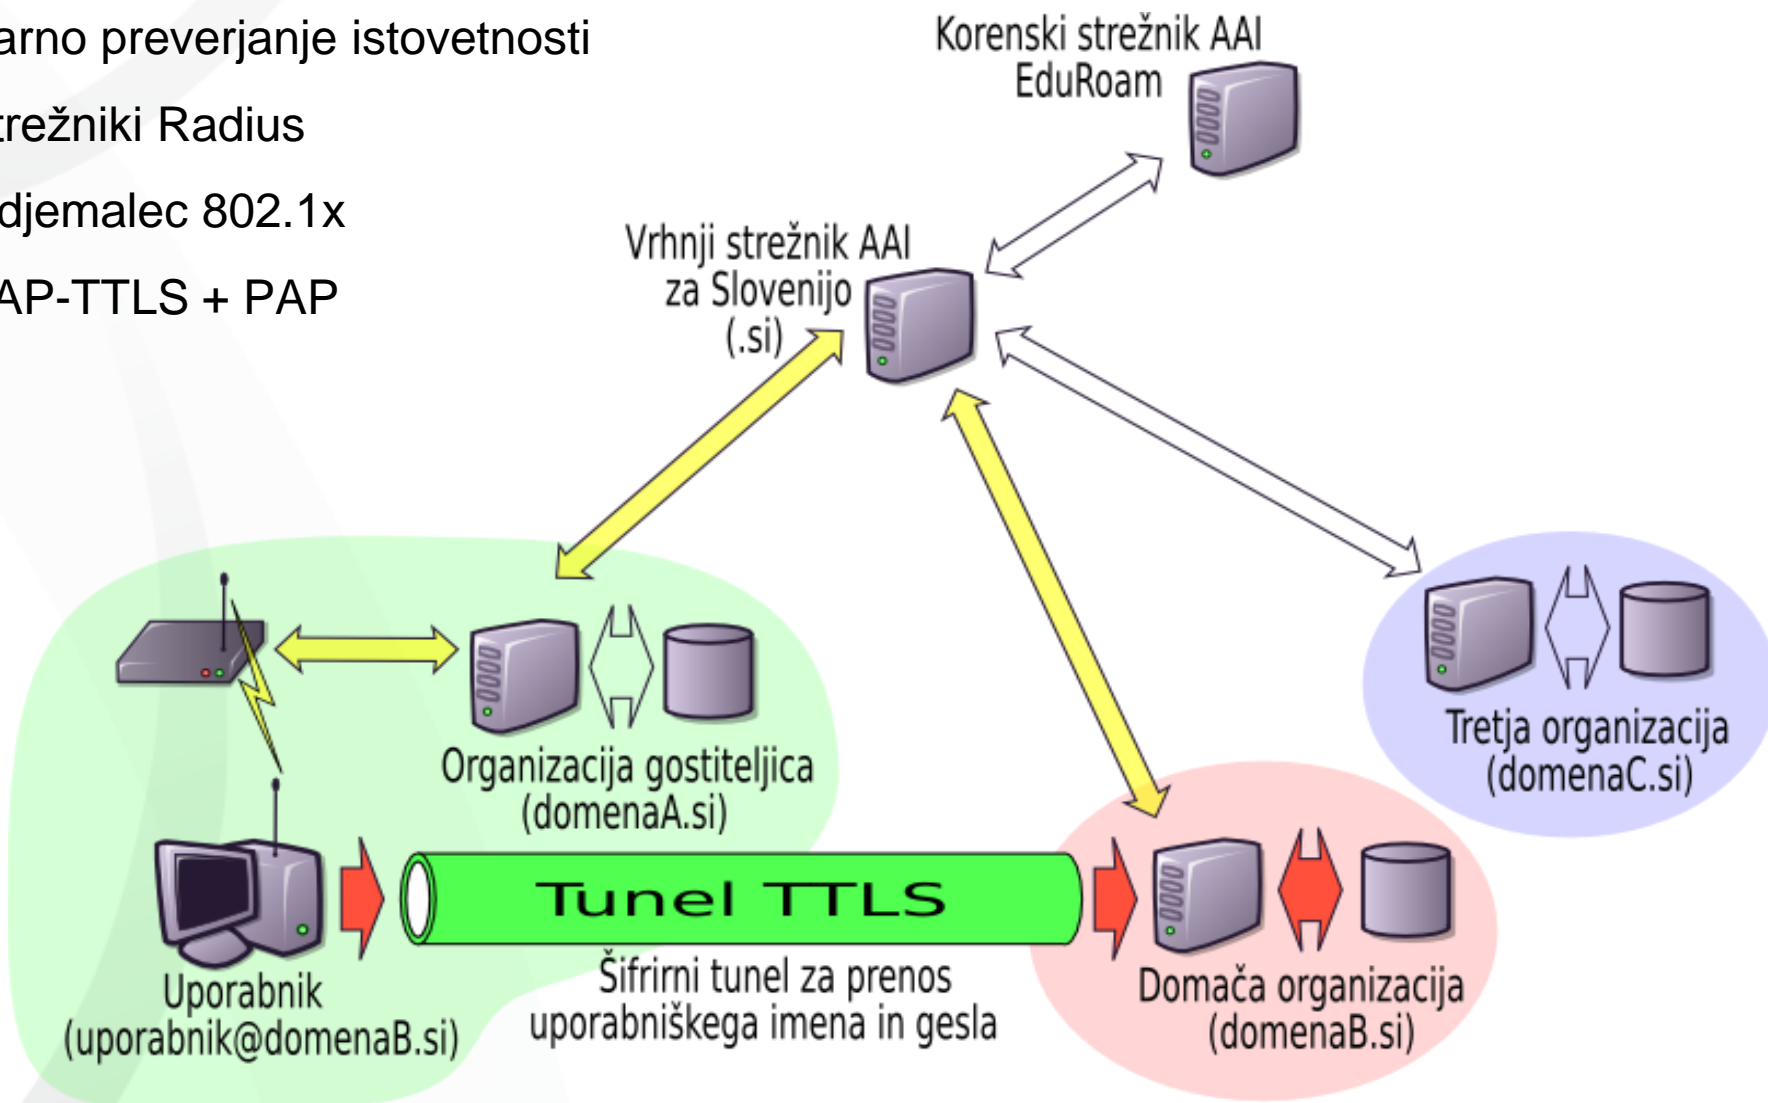 arno preverjanje istovetnosti
trežniki Radius
djemalec 802.1x
AP-TTLS + PAP
Korenski strežnik AAI
EduRoam
Vrhnji strežnik AAI
za Slovenijo
(.si)
Organizacija gostiteljica
(domenaA.si)
Tretja organizacija
(domenaC.si)
Tunel TTLS
Šifrirni tunel za prenos
uporabniškega imena in gesla
Uporabnik
(uporabnik@domenaB.si)
Domača organizacija
(domenaB.si)